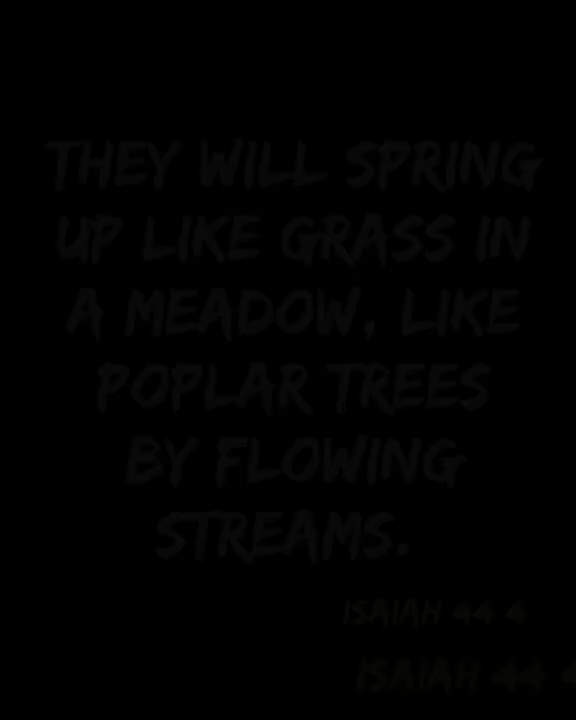 THEY WILL SPRING
UP LIKE GRASS IN
A MEADOW, LIKE
POPLAR TREES
BY FLOWING
STREAMS.
ISAIAH 44 4
ISAIAH 44 4